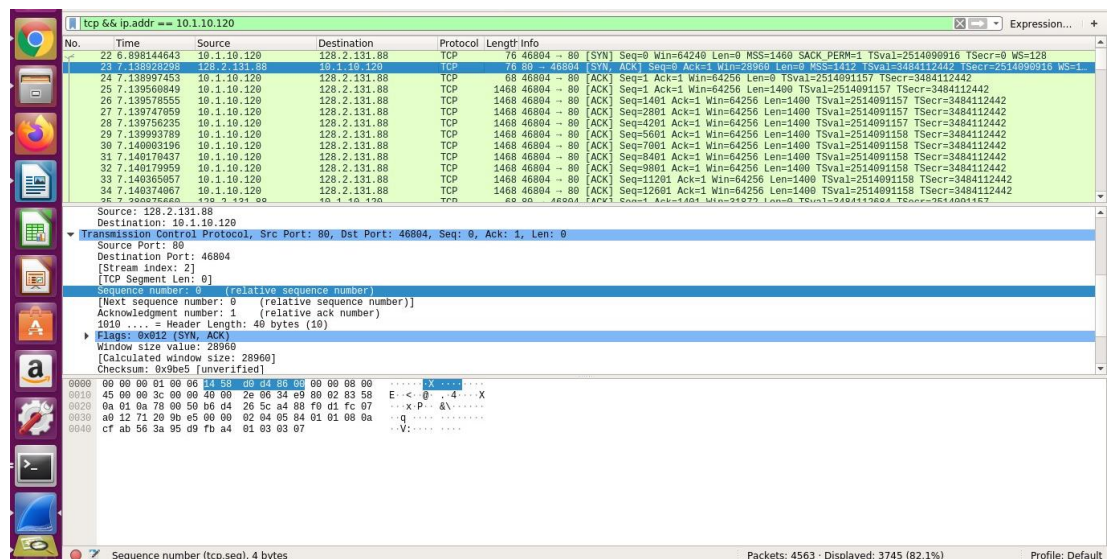 tcp && ip.addr == 10.1.10.120 Expression... +
No. Time Source Destination Protocol Length Info
22 6.898144643 10.1.10.120 128.2.131.88 TCP 76 46804 → 80 [SYN] Seq=0 Win=64240 Len=0 MSS=1460 SACK_PERM=1 TSval=2514090916 TSecr=0 WS=128
23 7.138928298 128.2.131.88 10.1.10.120 TCP 76 80 → 46804 [SYN, ACK] Seq=0 Ack=1 Win=28960 Len=0 MSS=1412 TSval=3484112442 TSecr=2514090916 WS=1…
24 7.138997453 10.1.10.120 128.2.131.88 TCP 68 46804 → 80 [ACK] Seq=1 Ack=1 Win=64256 Len=0 TSval=2514091157 TSecr=3484112442
25 7.139560849 10.1.10.120 128.2.131.88 TCP 1468 46804 → 80 [ACK] Seq=1 Ack=1 Win=64256 Len=1400 TSval=2514091157 TSecr=3484112442
26 7.139578555 10.1.10.120 128.2.131.88 TCP 1468 46804 → 80 [ACK] Seq=1401 Ack=1 Win=64256 Len=1400 TSval=2514091157 TSecr=3484112442
27 7.139747059 10.1.10.120 128.2.131.88 TCP 1468 46804 → 80 [ACK] Seq=2801 Ack=1 Win=64256 Len=1400 TSval=2514091157 TSecr=3484112442
28 7.139756235 10.1.10.120 128.2.131.88 TCP 1468 46804 → 80 [ACK] Seq=4201 Ack=1 Win=64256 Len=1400 TSval=2514091157 TSecr=3484112442
29 7.139993789 10.1.10.120 128.2.131.88 TCP 1468 46804 → 80 [ACK] Seq=5601 Ack=1 Win=64256 Len=1400 TSval=2514091158 TSecr=3484112442
30 7.140003196 10.1.10.120 128.2.131.88 TCP 1468 46804 → 80 [ACK] Seq=7001 Ack=1 Win=64256 Len=1400 TSval=2514091158 TSecr=3484112442
31 7.140170437 10.1.10.120 128.2.131.88 TCP 1468 46804 → 80 [ACK] Seq=8401 Ack=1 Win=64256 Len=1400 TSval=2514091158 TSecr=3484112442
32 7.140179959 10.1.10.120 128.2.131.88 TCP 1468 46804 → 80 [ACK] Seq=9801 Ack=1 Win=64256 Len=1400 TSval=2514091158 TSecr=3484112442
33 7.140365057 10.1.10.120 128.2.131.88 TCP 1468 46804 → 80 [ACK] Seq=11201 Ack=1 Win=64256 Len=1400 TSval=2514091158 TSecr=3484112442
34 7.140374067 10.1.10.120 128.2.131.88 TCP 1468 46804 → 80 [ACK] Seq=12601 Ack=1 Win=64256 Len=1400 TSval=2514091158 TSecr=3484112442
35 7.389875660 128.2.131.88 10.1.10.120 TCP 68 80 → 46804 [ACK] Seq=1 Ack=1401 Win=31872 Len=0 TSval=3484112684 TSecr=2514091157
Source: 128.2.131.88
Destination: 10.1.10.120
Transmission Control Protocol, Src Port: 80, Dst Port: 46804, Seq: 0, Ack: 1, Len: 0
Source Port: 80
Destination Port: 46804
[Stream index: 2]
[TCP Segment Len: 0]
Sequence number: 0 (relative sequence number)
[Next sequence number: 0 (relative sequence number)]
Acknowledgment number: 1 (relative ack number)
1010 .... = Header Length: 40 bytes (10)
Flags: 0x012 (SYN, ACK)
Window size value: 28960
[Calculated window size: 28960]
Checksum: 0x9be5 [unverified]
0000 00 00 00 01 00 06 14 58 d0 d4 86 00 00 00 08 00 ·······X ········
0010 45 00 00 3c 00 00 40 00 2e 06 34 e9 80 02 83 58 E··<··@· ..4····X
0020 0a 01 0a 78 00 50 b6 d4 26 5c a4 88 f0 d1 fc 07 ···x·P·· &\······
0030 a0 12 71 20 9b e5 00 00 02 04 05 84 01 01 08 0a ··q ···· ········
0040 cf ab 56 3a 95 d9 fb a4 01 03 03 07 ··V:···· ····
Sequence number (tcp.seq), 4 bytes Packets: 4563 · Displayed: 3745 (82.1%) Profile: Default